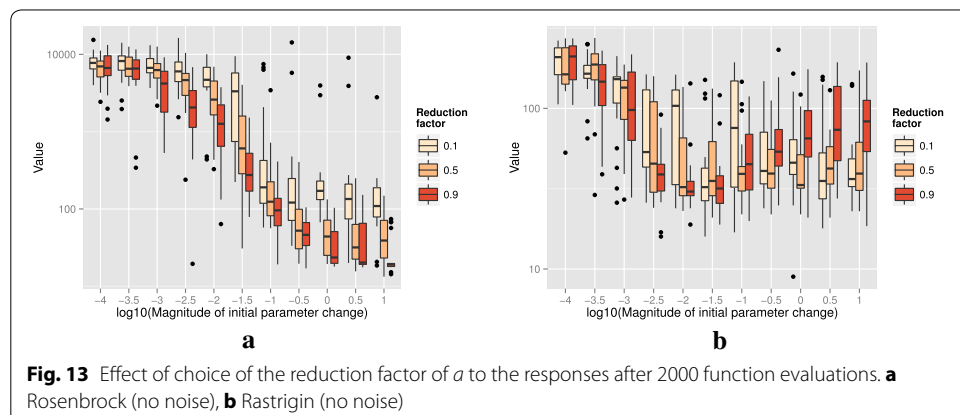 10000
100
Value
−4 −3.5 −3 −2.5 −2 −1.5 −1 −0.5 0 0.5 1
log10(Magnitude of initial parameter change)
Reduction
factor
0.1
0.5
0.9
a
100
10
Value
−4 −3.5 −3 −2.5 −2 −1.5 −1 −0.5 0 0.5 1
log10(Magnitude of initial parameter change)
Reduction
factor
0.1
0.5
0.9
b
Fig. 13 Effect of choice of the reduction factor of a to the responses after 2000 function evaluations. a
Rosenbrock (no noise), b Rastrigin (no noise)